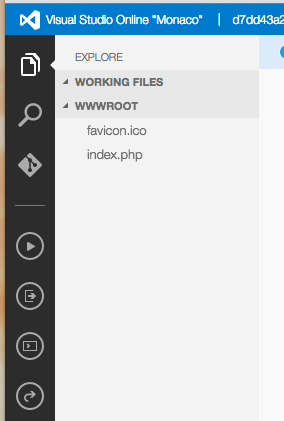 Visual Studio Online "Monaco" | d7dd43a2
EXPLORE
WORKING FILES
WWWROOT
favicon.ico
index.php